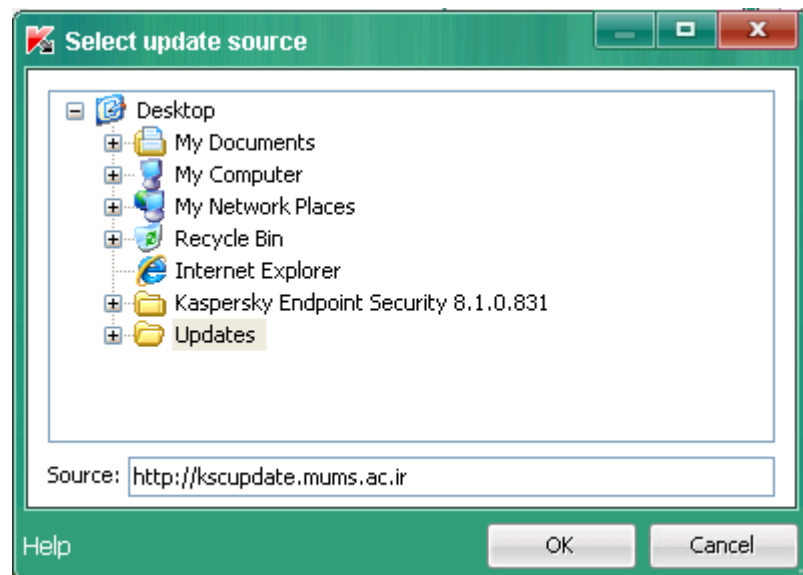 Select update source
Desktop
My Documents
My Computer
My Network Places
Recycle Bin
Internet Explorer
Kaspersky Endpoint Security 8.1.0.831
Updates
Source: http://kscupdate.mums.ac.ir
Help OK Cancel